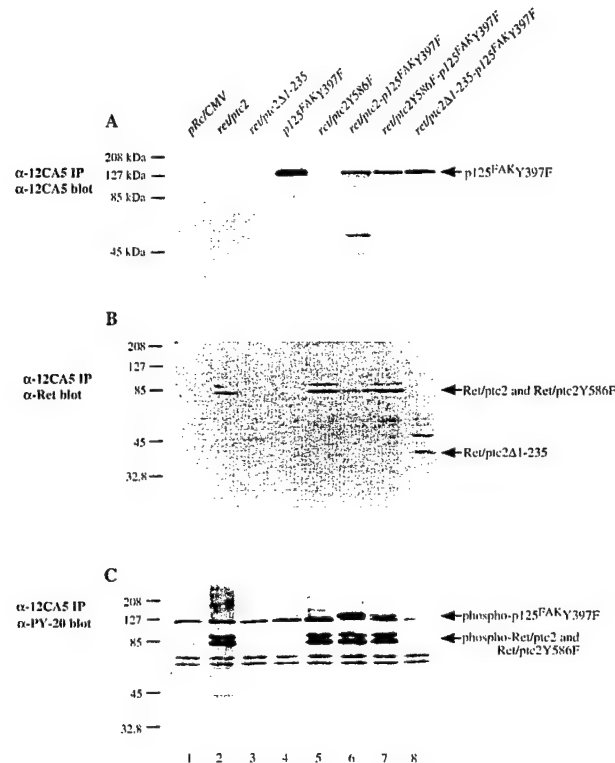 pRc/CMV
ret/ptc2
ret/ptc2Δ1-235
p125FAKY397F
ret/ptc2Y586F
ret/ptc2-p125FAKY397F
ret/ptc2Y586F-p125FAKY397F
ret/ptc2Δ1-235-p125FAKY397F
A
α-12CA5 IP
α-12CA5 blot
208 kDa
127 kDa
85 kDa
45 kDa
p125FAKY397F
B
α-12CA5 IP
α-Ret blot
208
127
85
45
32.8
Ret/ptc2 and Ret/ptc2Y586F
Ret/ptc2Δ1-235
C
α-12CA5 IP
α-PY-20 blot
208
127
85
45
32.8
phospho-p125FAKY397F
phospho-Ret/ptc2 and
Ret/ptc2Y586F
1 2 3 4 5 6 7 8